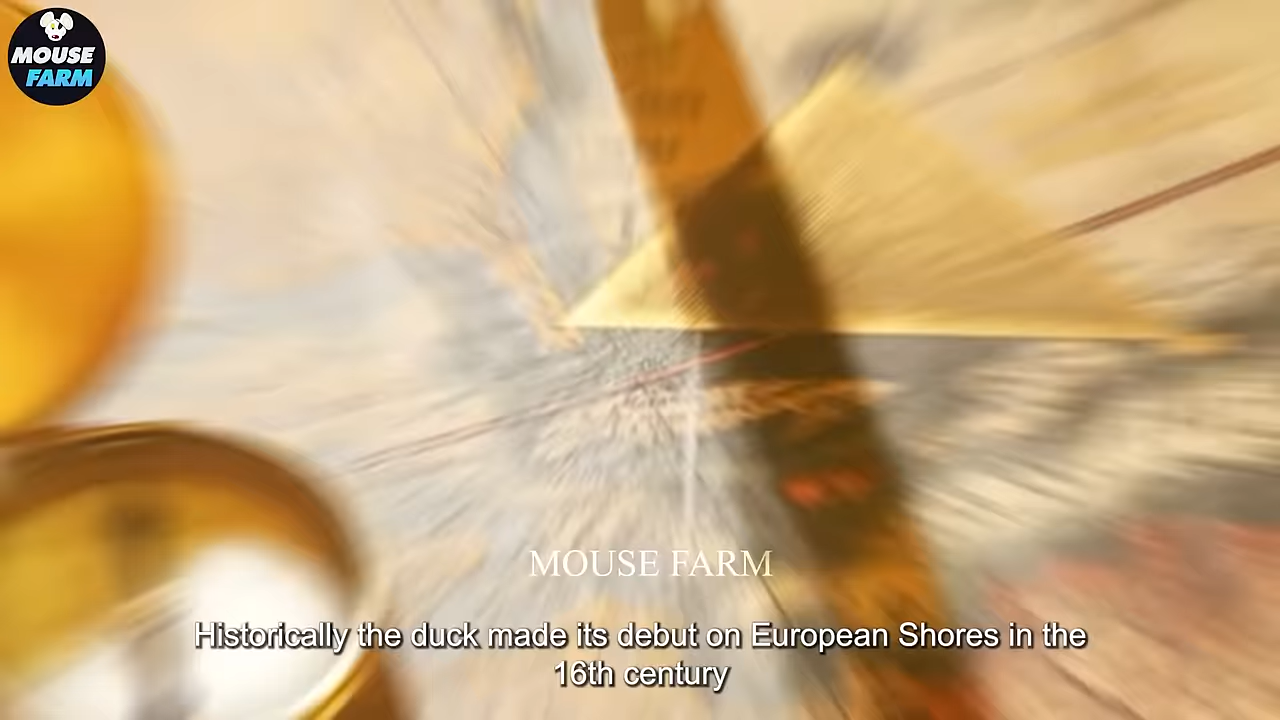 MOUSE
FARM
MOUSE FARM
Historically the duck made its debut on European Shores in the
16th century